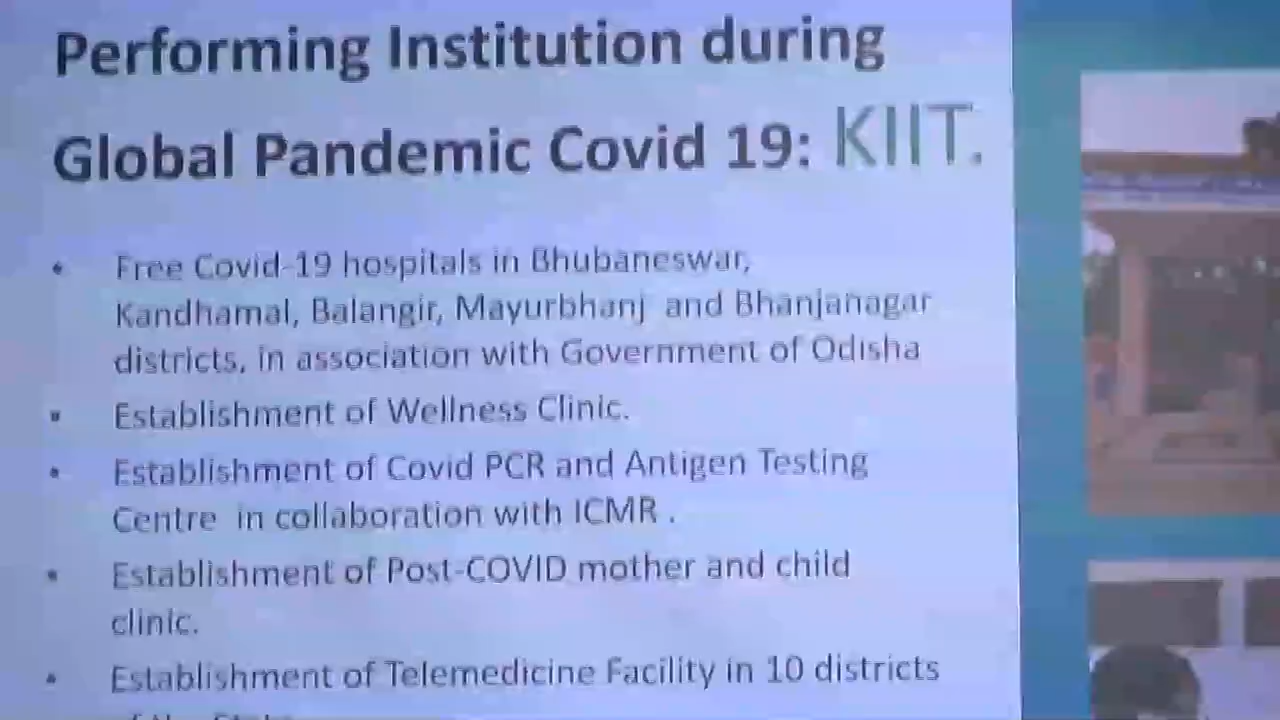 Performing Institution during
Global Pandemic Covid 19: KIIT.
• Free Covid-19 hospitals in Bhubaneswar,
Kandhamal, Balangir, Mayurbhanj and Bhanjanagar
districts, in association with Government of Odisha
• Establishment of Wellness Clinic.
• Establishment of Covid PCR and Antigen Testing
Centre in collaboration with ICMR .
• Establishment of Post-COVID mother and child
clinic.
• Establishment of Telemedicine Facility in 10 districts